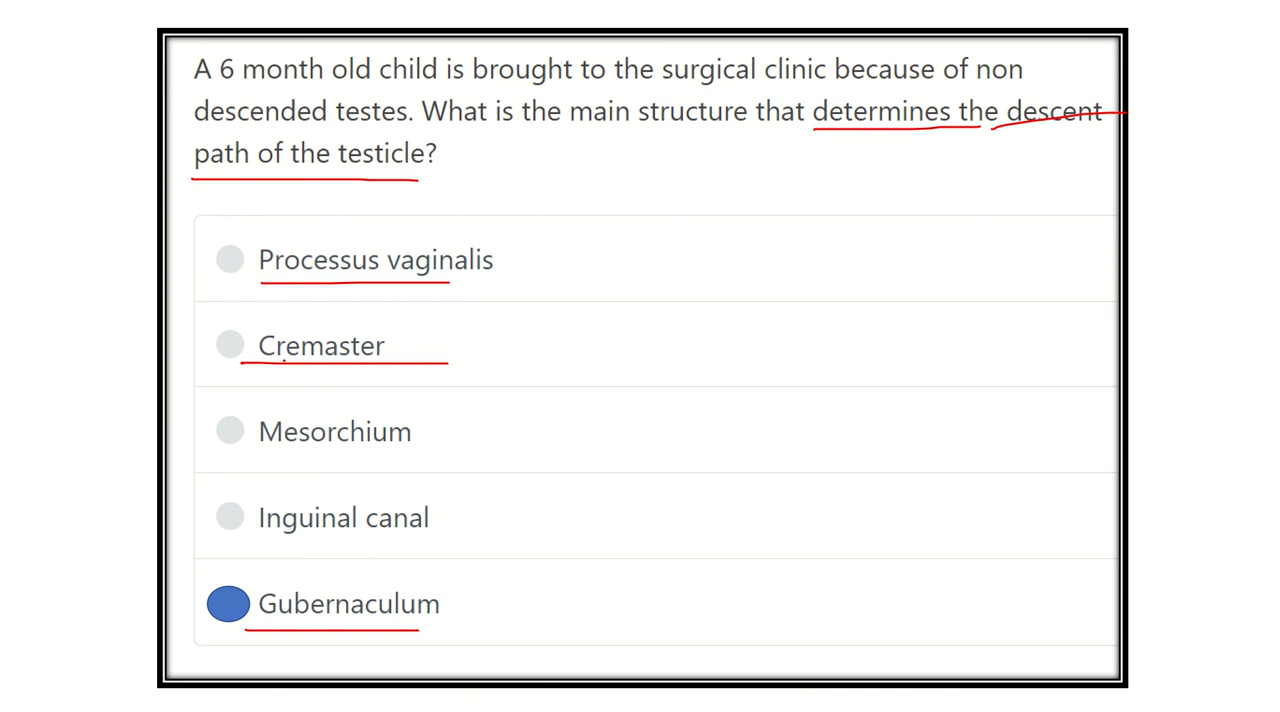 A 6 month old child is brought to the surgical clinic because of non
descended testes. What is the main structure that determines the descent
path of the testicle?
Processus vaginalis
Cremaster
Mesorchium
Inguinal canal
Gubernaculum